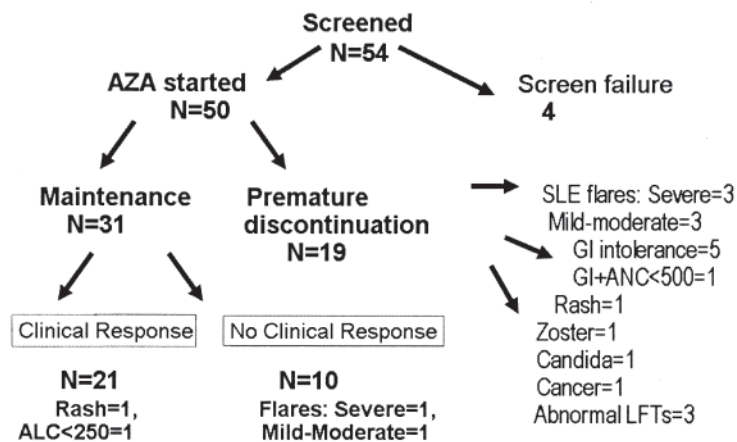 Screened
N=54
AZA started
N=50
Screen failure
4
Maintenance
N=31
Premature
discontinuation
N=19
SLE flares: Severe=3
Mild-moderate=3
GI intolerance=5
GI+ANC<500=1
Rash=1
Zoster=1
Candida=1
Cancer=1
Abnormal LFTs=3
Clinical Response
No Clinical Response
N=21
Rash=1,
ALC<250=1
N=10
Flares: Severe=1,
Mild-Moderate=1